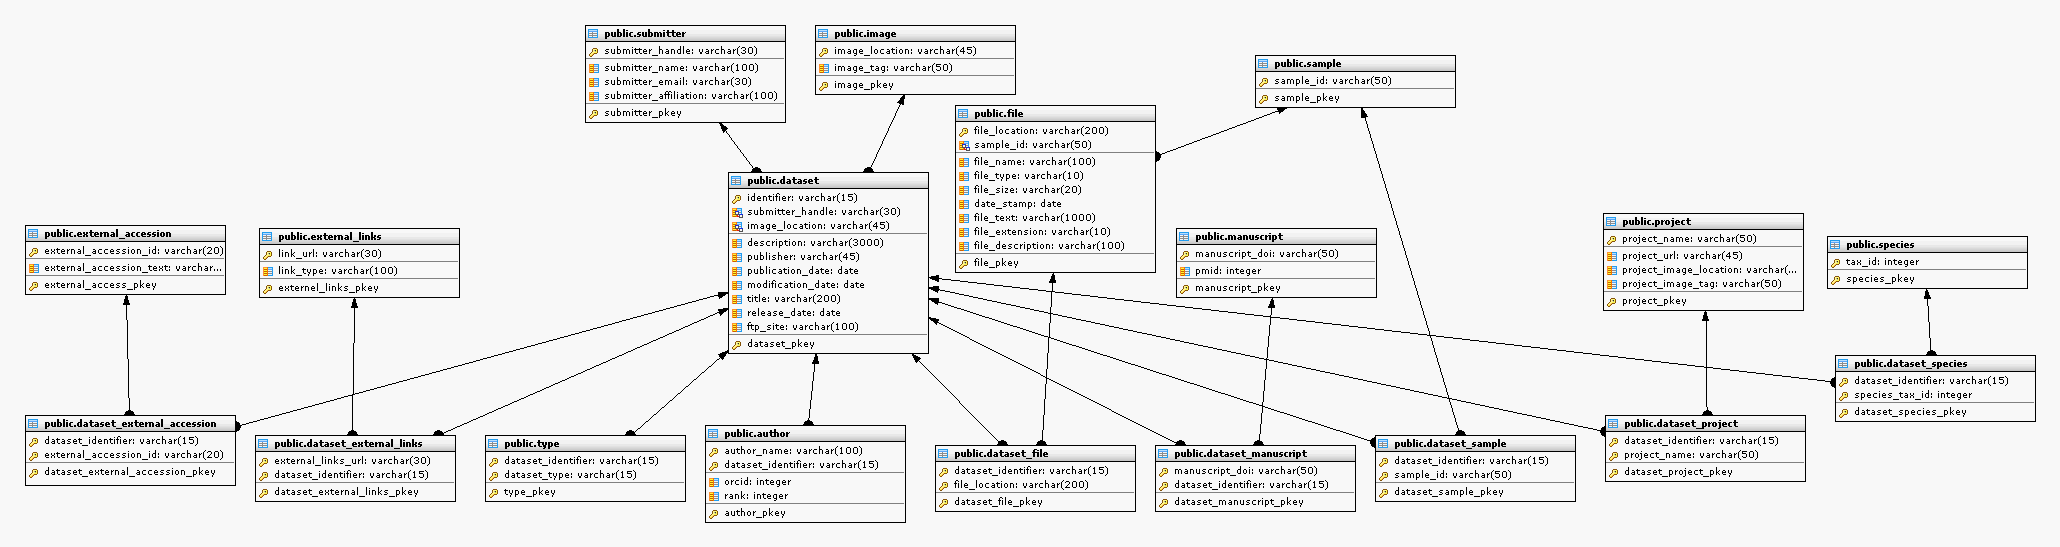 public.submitter
submitter_handle: varchar(30)
submitter_name: varchar(100)
submitter_email: varchar(30)
submitter_affiliation: varchar(100)
submitter_pkey
public.image
image_location: varchar(45)
image_tag: varchar(50)
image_pkey
public.sample
sample_id: varchar(50)
sample_pkey
public.file
file_location: varchar(200)
sample_id: varchar(50)
file_name: varchar(100)
file_type: varchar(10)
file_size: varchar(20)
date_stamp: date
file_text: varchar(1000)
file_extension: varchar(10)
file_description: varchar(100)
file_pkey
public.dataset
identifier: varchar(15)
submitter_handle: varchar(30)
image_location: varchar(45)
description: varchar(3000)
publisher: varchar(45)
publication_date: date
modification_date: date
title: varchar(200)
release_date: date
ftp_site: varchar(100)
dataset_pkey
public.external_accession
external_accession_id: varchar(20)
external_accession_text: varchar...
external_access_pkey
public.external_links
link_url: varchar(30)
link_type: varchar(100)
externel_links_pkey
public.manuscript
manuscript_doi: varchar(50)
pmid: integer
manuscript_pkey
public.project
project_name: varchar(50)
project_url: varchar(45)
project_image_location: varchar(...
project_image_tag: varchar(50)
project_pkey
public.species
tax_id: integer
species_pkey
public.dataset_species
dataset_identifier: varchar(15)
species_tax_id: integer
dataset_species_pkey
public.dataset_external_accession
dataset_identifier: varchar(15)
external_accession_id: varchar(20)
dataset_external_accession_pkey
public.dataset_external_links
external_links_url: varchar(30)
dataset_identifier: varchar(15)
dataset_external_links_pkey
public.type
dataset_identifier: varchar(15)
dataset_type: varchar(15)
type_pkey
public.author
author_name: varchar(100)
dataset_identifier: varchar(15)
orcid: integer
rank: integer
author_pkey
public.dataset_file
dataset_identifier: varchar(15)
file_location: varchar(200)
dataset_file_pkey
public.dataset_manuscript
manuscript_doi: varchar(50)
dataset_identifier: varchar(15)
dataset_manuscript_pkey
public.dataset_sample
dataset_identifier: varchar(15)
sample_id: varchar(50)
dataset_sample_pkey
public.dataset_project
dataset_identifier: varchar(15)
project_name: varchar(50)
dataset_project_pkey